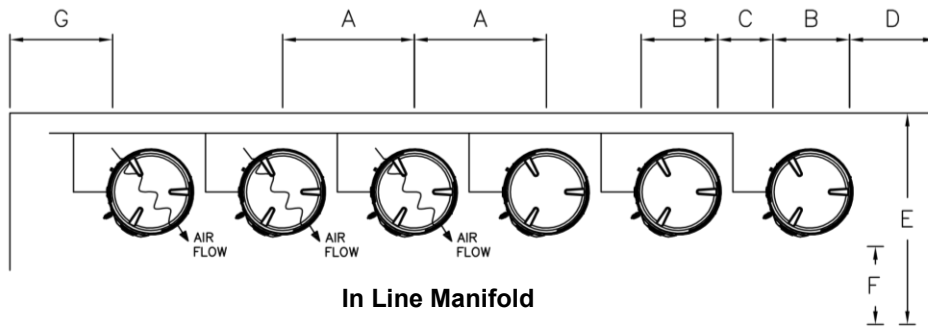 G A A B C B D
E
F
AIR FLOW
AIR FLOW
AIR FLOW
In Line Manifold